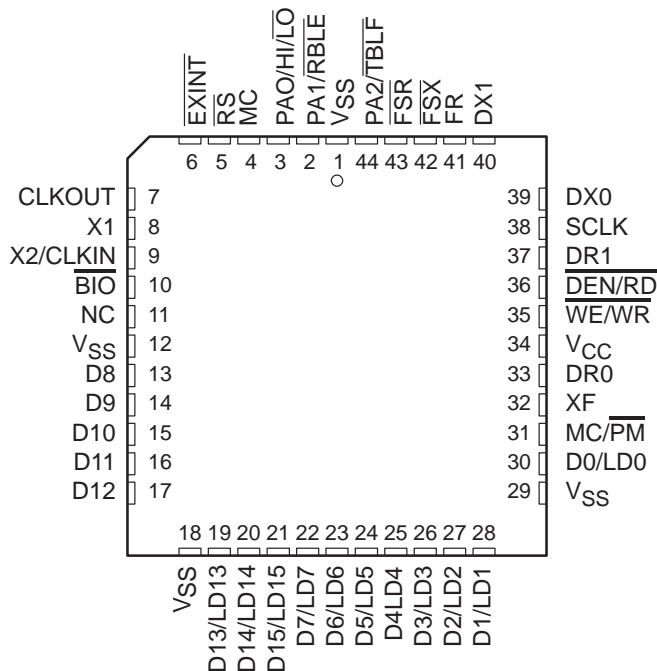 EXINT
RS
MC
PAO/HI/LO
PA1/RBLE
VSS
PA2/TBLF
FSR
FSX
FR
DX1
6 5 4 3 2 1 44 43 42 41 40
CLKOUT 7
X1 8
X2/CLKIN 9
BIO 10
NC 11
VSS 12
D8 13
D9 14
D10 15
D11 16
D12 17
39 DX0
38 SCLK
37 DR1
36 DEN/RD
35 WE/WR
34 VCC
33 DR0
32 XF
31 MC/PM
30 D0/LD0
29 VSS
18 19 20 21 22 23 24 25 26 27 28
VSS
D13/LD13
D14/LD14
D15/LD15
D7/LD7
D6/LD6
D5/LD5
D4LD4
D3/LD3
D2/LD2
D1/LD1